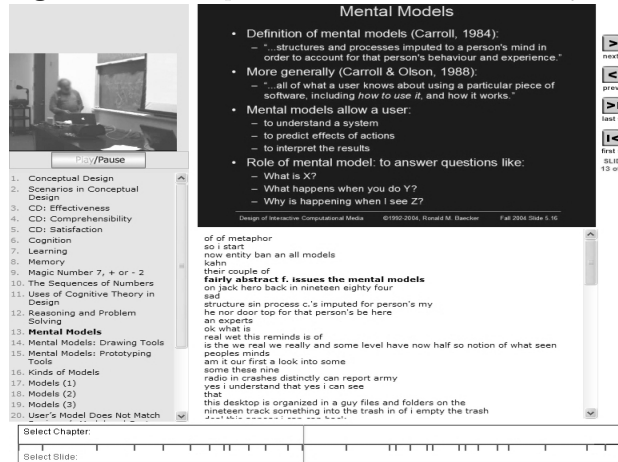 Mental Models
• Definition of mental models (Carroll, 1984):
– "...structures and processes imputed to a person's mind in
order to account for that person's behaviour and experience."
• More generally (Carroll & Olson, 1988):
– "...all of what a user knows about using a particular piece of
software, including how to use it, and how it works."
• Mental models allow a user:
– to understand a system
– to predict effects of actions
– to interpret the results
• Role of mental model: to answer questions like:
– What is X?
– What happens when you do Y?
– Why is happening when I see Z?
Design of Interactive Computational Media ©1992-2004, Ronald M. Baecker Fall 2004 Slide 5.16
next
prev
last
first
SLI
13 o
Play/Pause
1. Conceptual Design
2. Scenarios in Conceptual
Design
3. CD: Effectiveness
4. CD: Comprehensibility
5. CD: Satisfaction
6. Cognition
7. Learning
8. Memory
9. Magic Number 7, + or - 2
10. The Sequences of Numbers
11. Uses of Cognitive Theory in
Design
12. Reasoning and Problem
Solving
13. Mental Models
14. Mental Models: Drawing Tools
15. Mental Models: Prototyping
Tools
16. Kinds of Models
17. Models (1)
18. Models (2)
19. Models (3)
20. User's Model Does Not Match
of of metaphor
so i start
now entity ban an all models
kahn
their couple of
fairly abstract f. issues the mental models
on jack hero back in nineteen eighty four
sad
structure sin process c.'s imputed for person's my
he nor door top for that person's be here
an experts
ok what is
real wet this reminds is of
is the we real we really and some level have now half so notion of what seen
peoples minds
am it our first a look into some
some these nine
radio in crashes distinctly can report army
yes i understand that yes i can see
that
this desktop is organized in a guy files and folders on the
nineteen track something into the trash in of i empty the trash
Select Chapter:
Select Slide: